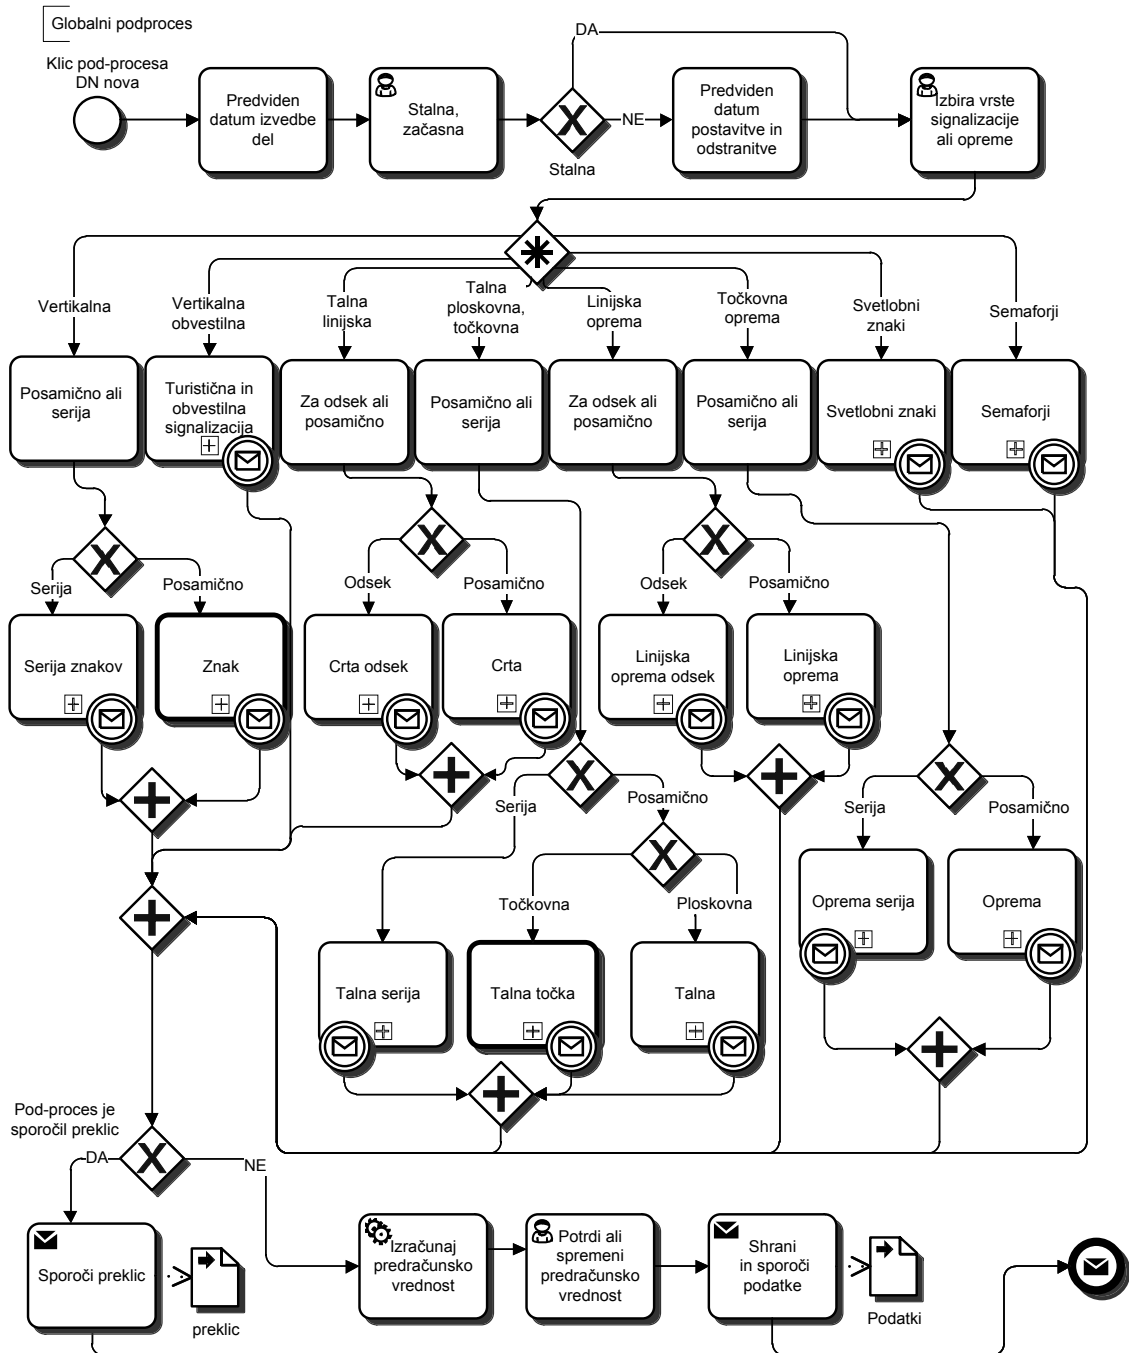 Globalni podproces
Klic pod-procesa
DN nova
Predviden
datum izvedbe
del
Stalna,
začasna
DA
NE
Stalna
Predviden
datum
postavitve in
odstranitve
Izbira vrste
signalizacije
ali opreme
Vertikalna
Vertikalna
obvestilna
Talna
linijska
Talna
ploskovna,
točkovna
Linijska
oprema
Točkovna
oprema
Svetlobni
znaki
Semaforji
Posamično ali
serija
Turistična in
obvestilna
signalizacija
Za odsek ali
posamično
Posamično ali
serija
Za odsek ali
posamično
Posamično ali
serija
Svetlobni znaki
Semaforji
Serija
Posamično
Odsek
Posamično
Odsek
Posamično
Serija znakov
Znak
Crta odsek
Crta
Linijska
oprema odsek
Linijska
oprema
Serija
Posamično
Serija
Posamično
Točkovna
Ploskovna
Oprema serija
Oprema
Talna serija
Talna točka
Talna
Pod-proces je
sporočil preklic
DA
NE
Sporoči preklic
preklic
Izračunaj
predračunsko
vrednost
Potrdi ali
spremeni
predračunsko
vrednost
Shrani
in sporoči
podatke
Podatki